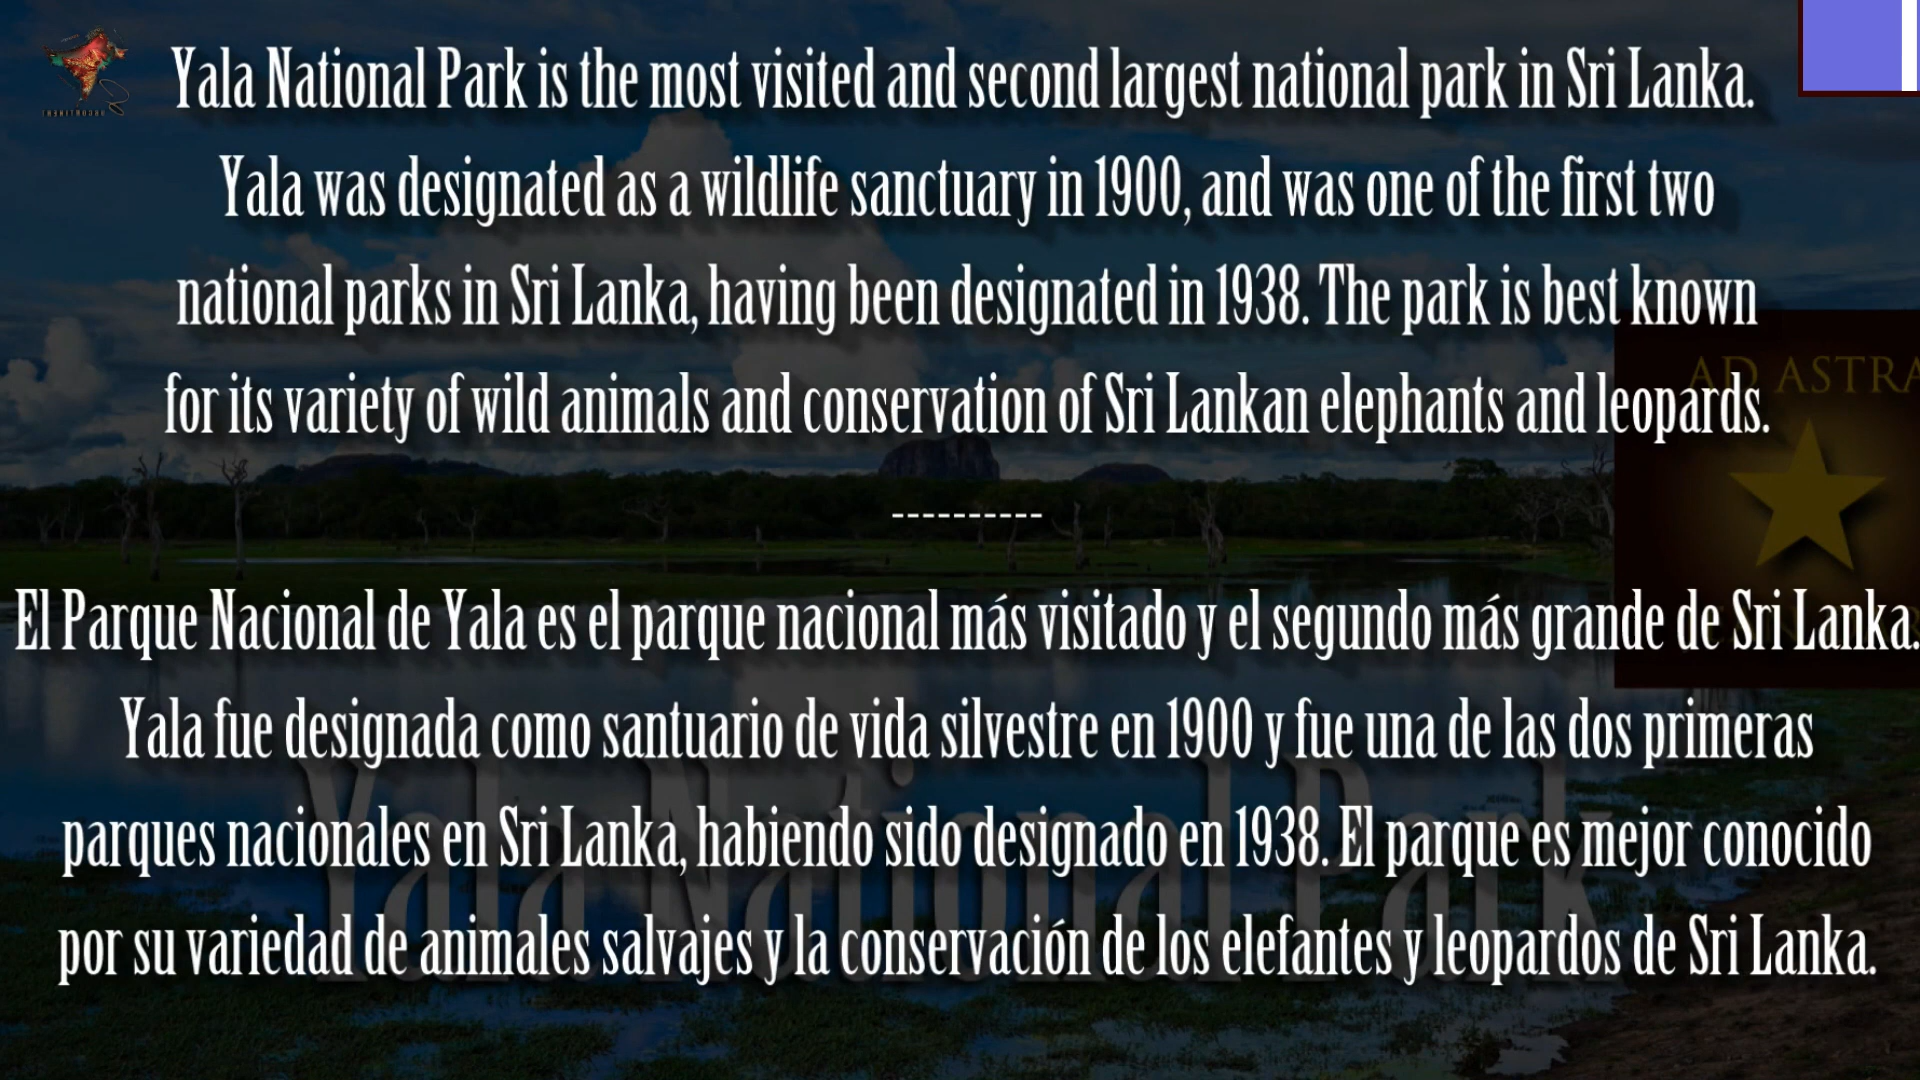 Yala National Park is the most visited and second largest national park in Sri Lanka.
Yala was designated as a wildlife sanctuary in 1900, and was one of the first two
national parks in Sri Lanka, having been designated in 1938. The park is best known
for its variety of wild animals and conservation of Sri Lankan elephants and leopards.
----------
El Parque Nacional de Yala es el parque nacional más visitado y el segundo más grande de Sri Lanka.
Yala fue designada como santuario de vida silvestre en 1900 y fue una de las dos primeras
parques nacionales en Sri Lanka, habiendo sido designado en 1938. El parque es mejor conocido
por su variedad de animales salvajes y la conservación de los elefantes y leopardos de Sri Lanka.
AD ASTRA
Yala National Park